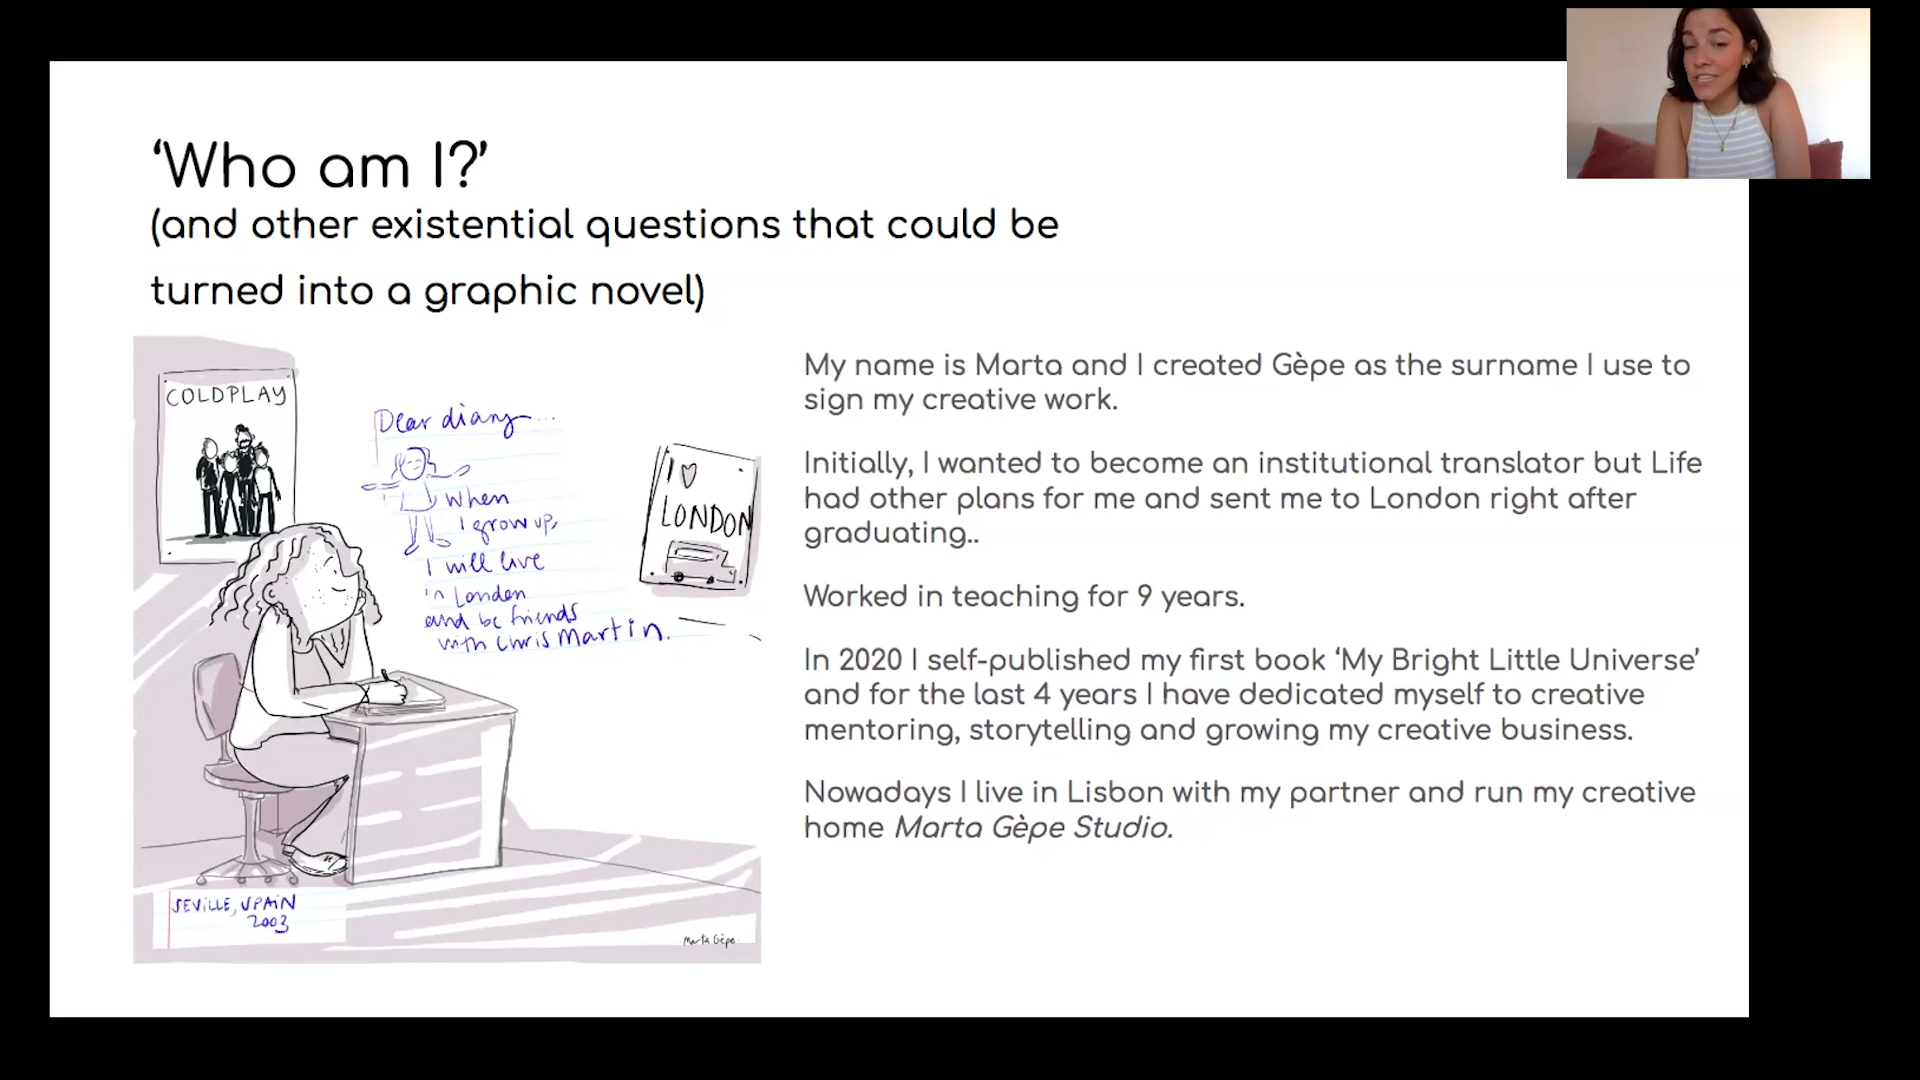 ‘Who am I?’
(and other existential questions that could be
turned into a graphic novel)
COLDPLAY
Dear diary...
When
I grow up,
I will live
in London
and be friends
with Chris Martin.
I ♡
LONDON
SEVILLE, SPAIN
2003
Marta Gèpe
My name is Marta and I created Gèpe as the surname I use to
sign my creative work.
Initially, I wanted to become an institutional translator but Life
had other plans for me and sent me to London right after
graduating..
Worked in teaching for 9 years.
In 2020 I self-published my first book ‘My Bright Little Universe’
and for the last 4 years I have dedicated myself to creative
mentoring, storytelling and growing my creative business.
Nowadays I live in Lisbon with my partner and run my creative
home Marta Gèpe Studio.